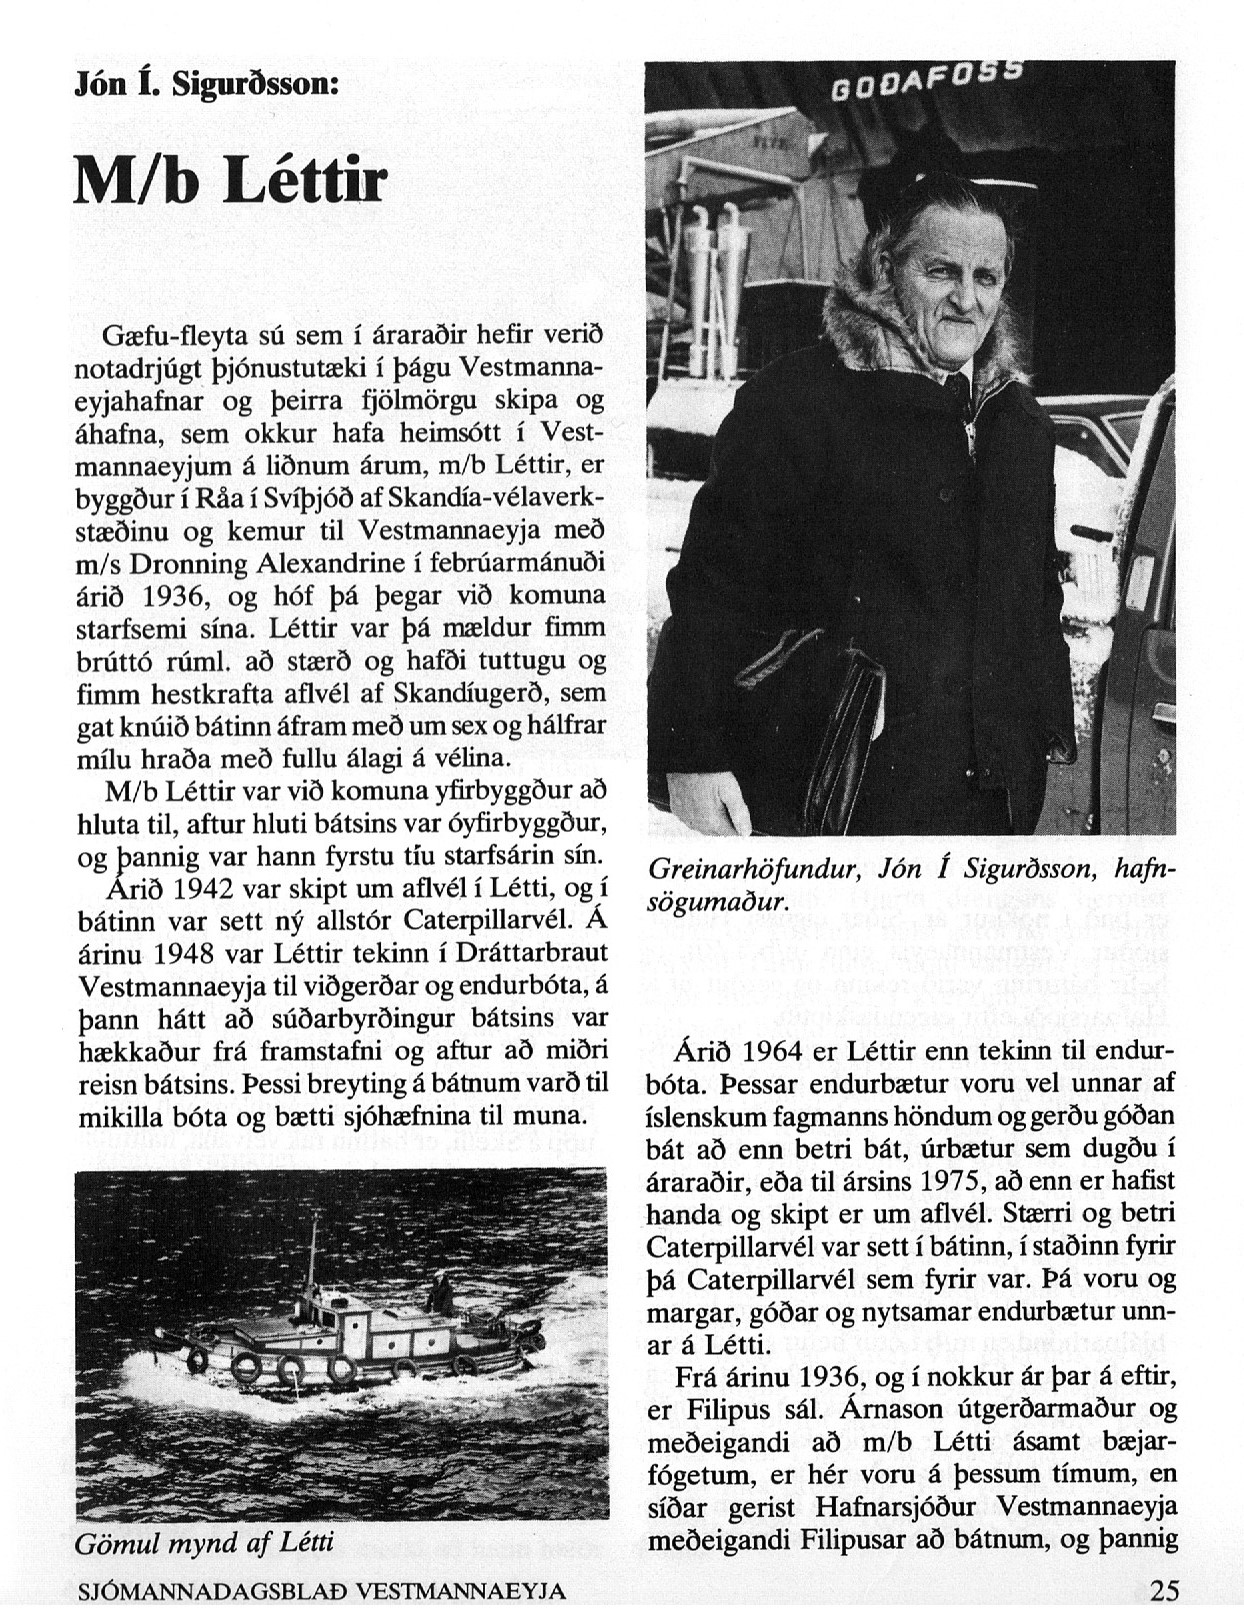 Jón Í. Sigurðsson:
M/b Léttir
Gæfu-fleyta sú sem í áraraðir hefir verið
notadrjúgt þjónustutæki í þágu Vestmanna-
eyjahafnar og þeirra fjölmörgu skipa og
áhafna, sem okkur hafa heimsótt í Vest-
mannaeyjum á liðnum árum, m/b Léttir, er
byggður í Råa í Svíþjóð af Skandía-vélaverk-
stæðinu og kemur til Vestmannaeyja með
m/s Dronning Alexandrine í febrúarmánuði
árið 1936, og hóf þá þegar við komuna
starfsemi sína. Léttir var þá mældur fimm
brúttó rúml. að stærð og hafði tuttugu og
fimm hestkrafta aflvél af Skandíugerð, sem
gat knúið bátinn áfram með um sex og hálfrar
mílu hraða með fullu álagi á vélina.
M/b Léttir var við komuna yfirbyggður að
hluta til, aftur hluti bátsins var óyfirbyggður,
og þannig var hann fyrstu tíu starfsárin sín.
Árið 1942 var skipt um aflvél í Létti, og í
bátinn var sett ný allstór Caterpillarvél. Á
árinu 1948 var Léttir tekinn í Dráttarbraut
Vestmannaeyja til viðgerðar og endurbóta, á
þann hátt að súðarbyrðingur bátsins var
hækkaður frá framstafni og aftur að miðri
reisn bátsins. Þessi breyting á bátnum varð til
mikilla bóta og bætti sjóhæfnina til muna.
Gömul mynd af Létti
GOÐAFOSS
Greinarhöfundur, Jón Í Sigurðsson, hafn-
sögumaður.
Árið 1964 er Léttir enn tekinn til endur-
bóta. Þessar endurbætur voru vel unnar af
íslenskum fagmanns höndum og gerðu góðan
bát að enn betri bát, úrbætur sem dugðu í
áraraðir, eða til ársins 1975, að enn er hafist
handa og skipt er um aflvél. Stærri og betri
Caterpillarvél var sett í bátinn, í staðinn fyrir
þá Caterpillarvél sem fyrir var. Þá voru og
margar, góðar og nytsamar endurbætur unn-
ar á Létti.
Frá árinu 1936, og í nokkur ár þar á eftir,
er Filipus sál. Árnason útgerðarmaður og
meðeigandi að m/b Létti ásamt bæjar-
fógetum, er hér voru á þessum tímum, en
síðar gerist Hafnarsjóður Vestmannaeyja
meðeigandi Filipusar að bátnum, og þannig
SJÓMANNADAGSBLAÐ VESTMANNAEYJA
25